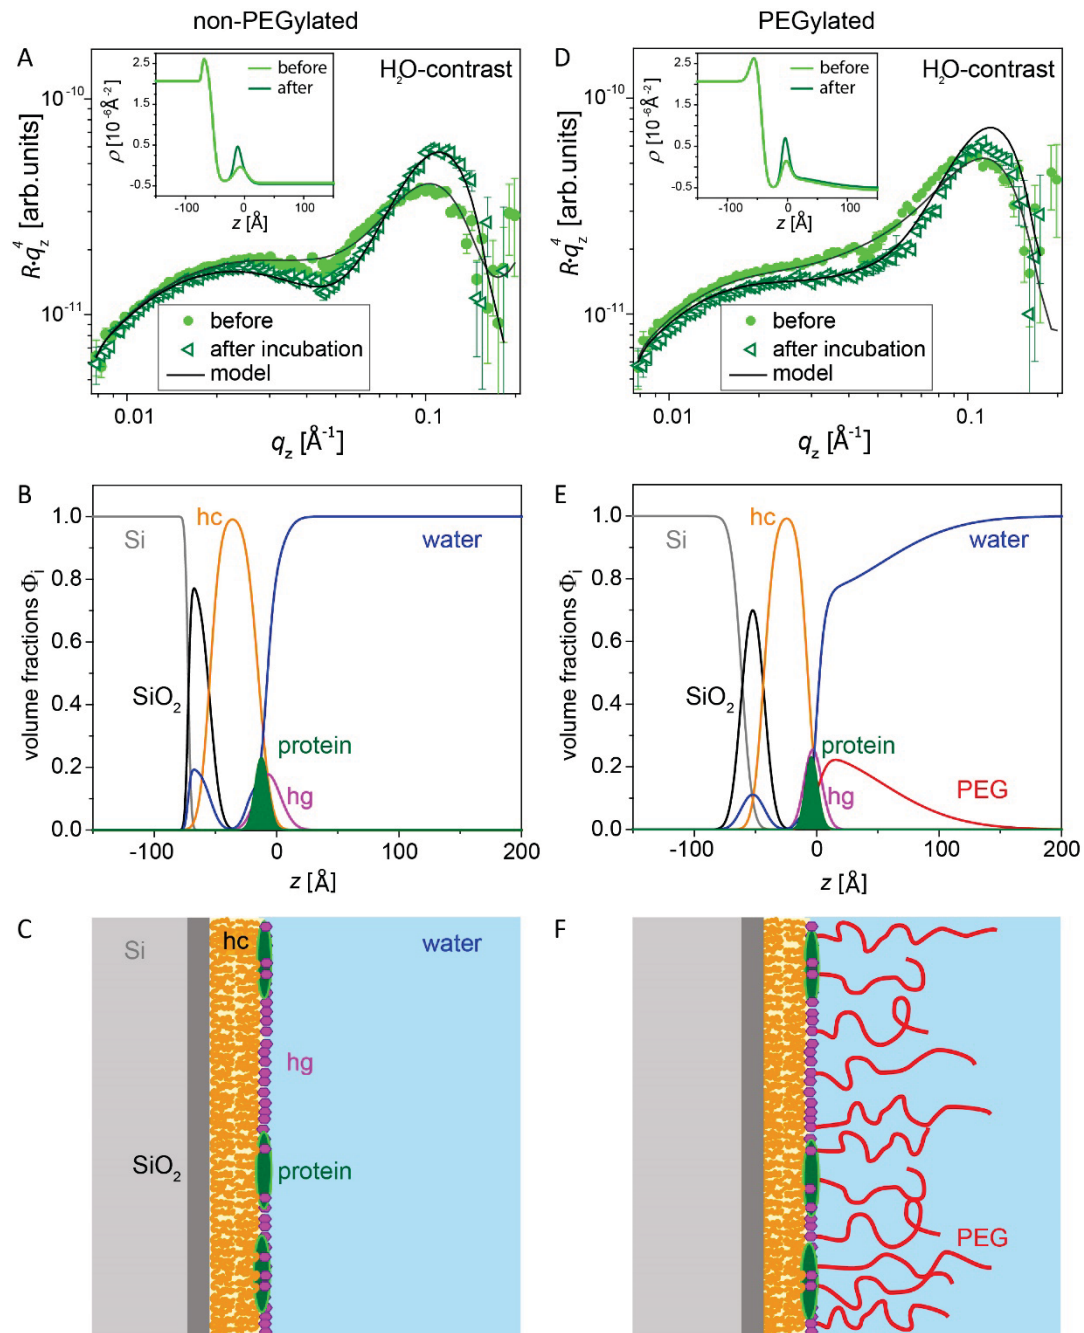 non-PEGylated
PEGylated
A
2.5
1.5
0.5
-0.5
ρ [10⁻⁶Å⁻²]
-100
0
100
z [Å]
before
after
H₂O-contrast
10⁻¹⁰
10⁻¹¹
R·q_z⁴ [arb.units]
before
after incubation
model
0.01
0.1
q_z [Å⁻¹]
D
2.5
1.5
0.5
-0.5
ρ [10⁻⁶Å⁻²]
-100
0
100
z [Å]
before
after
H₂O-contrast
10⁻¹⁰
10⁻¹¹
R·q_z⁴ [arb.units]
before
after incubation
model
0.01
0.1
q_z [Å⁻¹]
B
1.0
0.8
0.6
0.4
0.2
0.0
volume fractions Φᵢ
Si
hc
water
SiO₂
protein
hg
-100
0
100
200
z [Å]
E
1.0
0.8
0.6
0.4
0.2
0.0
volume fractions Φᵢ
Si
hc
water
SiO₂
protein
hg
PEG
-100
0
100
200
z [Å]
C
Si
hc
water
hg
SiO₂
protein
F
PEG